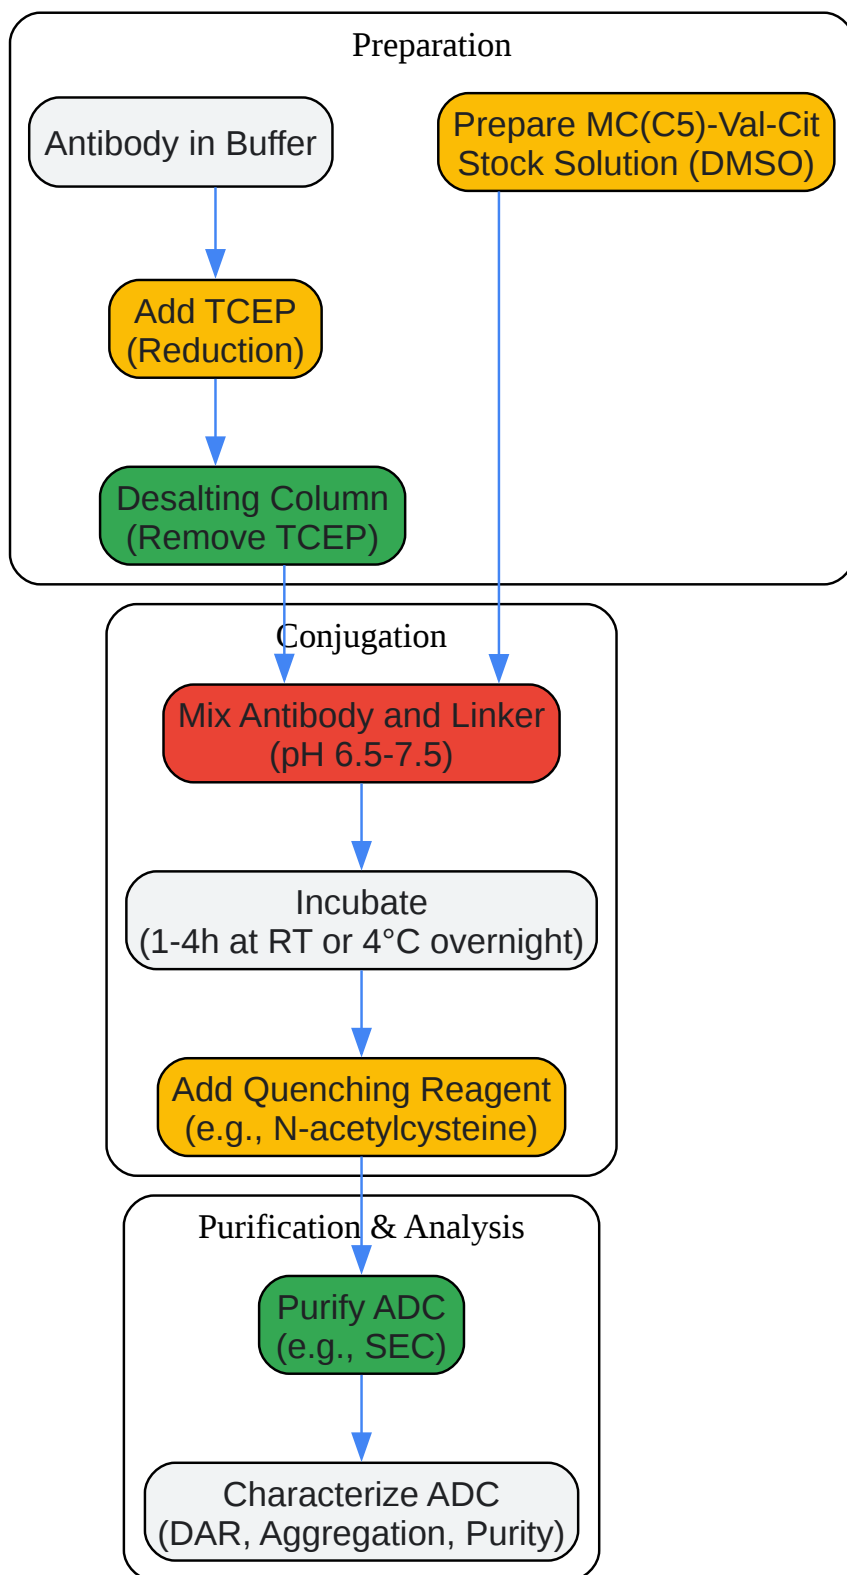 Preparation
Antibody in Buffer
Prepare MC(C5)-Val-Cit
Stock Solution (DMSO)
Add TCEP
(Reduction)
Desalting Column
(Remove TCEP)
Conjugation
Mix Antibody and Linker
(pH 6.5-7.5)
Incubate
(1-4h at RT or 4°C overnight)
Add Quenching Reagent
(e.g., N-acetylcysteine)
Purification & Analysis
Purify ADC
(e.g., SEC)
Characterize ADC
(DAR, Aggregation, Purity)